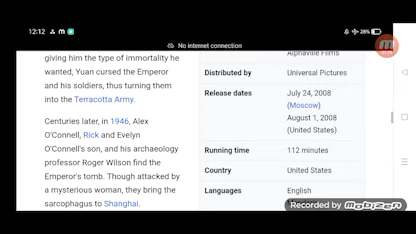 12:12
28%
No internet connection
giving him the type of immortality he
wanted, Yuan cursed the Emperor
and his soldiers, thus turning them
into the Terracotta Army.
Centuries later, in 1946, Alex
O'Connell, Rick and Evelyn
O'Connell's son, and his archaeology
professor Roger Wilson find the
Emperor's tomb. Though attacked by
a mysterious woman, they bring the
sarcophagus to Shanghai.
Alphaville Films
Distributed by Universal Pictures
Release dates July 24, 2008
(Moscow)
August 1, 2008
(United States)
Running time 112 minutes
Country United States
Languages English
Recorded by Mobizen